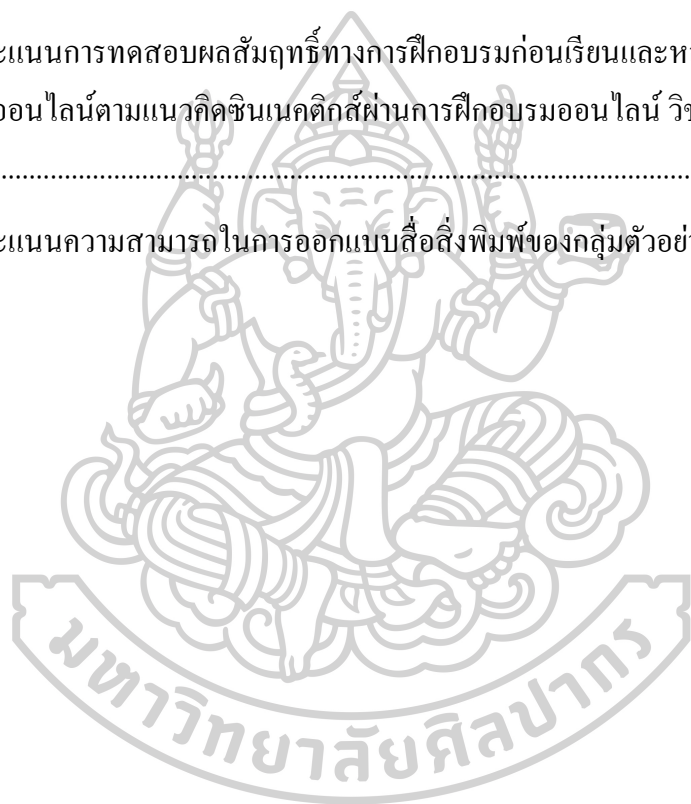 ะแนนการทดสอบผลสัมฤทธิ์ทางการฝึกอบรมก่อนเรียนและห
ออนไลน์ตามแนวคิดซินเนคติกส์ผ่านการฝึกอบรมออนไลน์ วิช
....................................................................................................
ะแนนความสามารถในการออกแบบสื่อสิ่งพิมพ์ของกลุ่มตัวอย่า
มหาวิทยาลัยศิลปากร